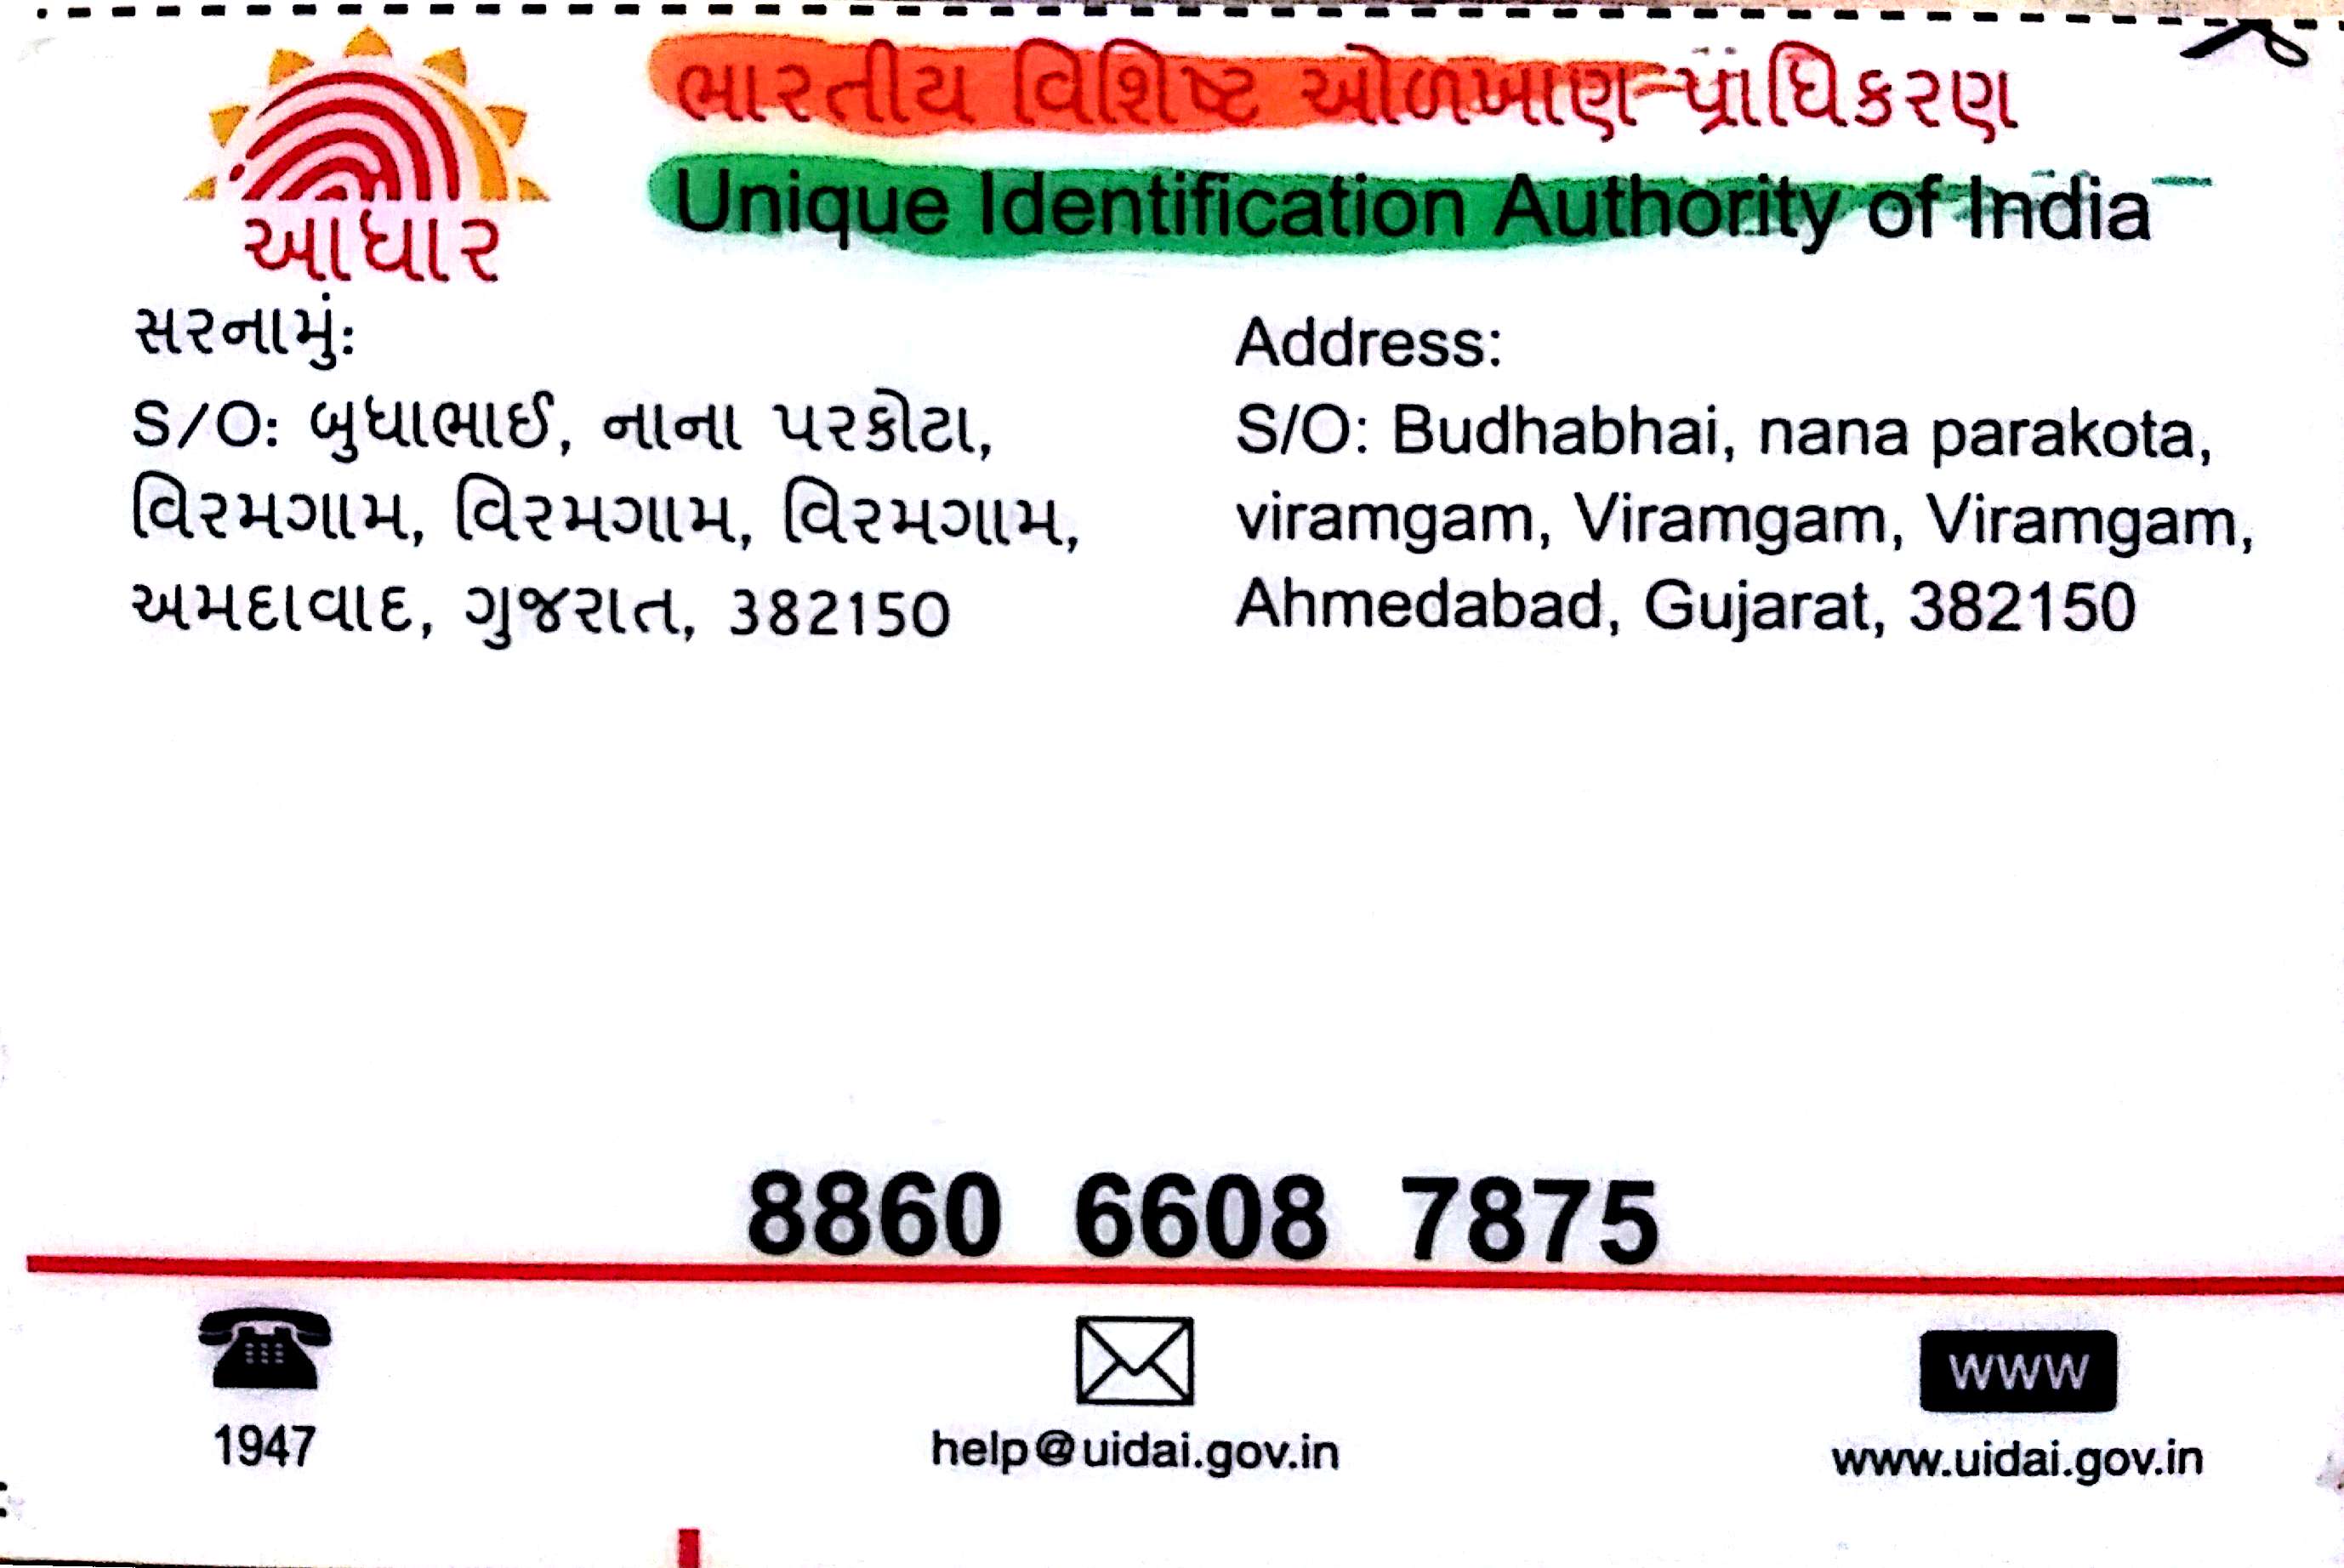 આધાર
ભારતીય વિશિષ્ટ ઓળખાણ પ્રાધિકરણ
Unique Identification Authority of India
સરનામું:
S/O: બુધાભાઈ, નાના પરકોટા,
વિરમગામ, વિરમગામ, વિરમગામ,
અમદાવાદ, ગુજરાત, 382150
Address:
S/O: Budhabhai, nana parakota,
viramgam, Viramgam, Viramgam,
Ahmedabad, Gujarat, 382150
8860 6608 7875
1947
help@uidai.gov.in
www
www.uidai.gov.in